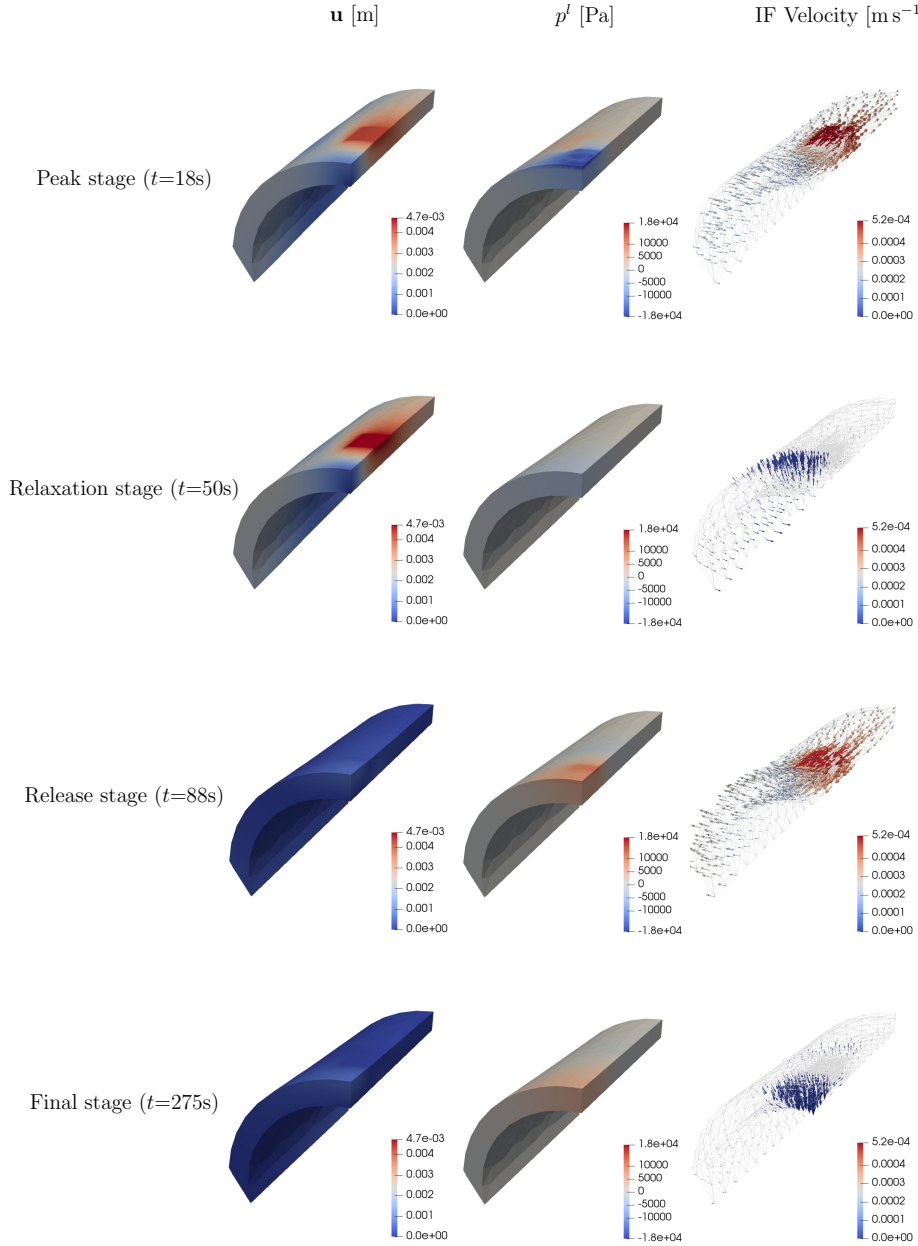 u [m] pˡ [Pa] IF Velocity [m s⁻¹
Peak stage (t=18s)
4.7e-03
0.004
0.003
0.002
0.001
0.0e+00
1.8e+04
10000
5000
0
-5000
-10000
-1.8e+04
5.2e-04
0.0004
0.0003
0.0002
0.0001
0.0e+00
Relaxation stage (t=50s)
4.7e-03
0.004
0.003
0.002
0.001
0.0e+00
1.8e+04
10000
5000
0
-5000
-10000
-1.8e+04
5.2e-04
0.0004
0.0003
0.0002
0.0001
0.0e+00
Release stage (t=88s)
4.7e-03
0.004
0.003
0.002
0.001
0.0e+00
1.8e+04
10000
5000
0
-5000
-10000
-1.8e+04
5.2e-04
0.0004
0.0003
0.0002
0.0001
0.0e+00
Final stage (t=275s)
4.7e-03
0.004
0.003
0.002
0.001
0.0e+00
1.8e+04
10000
5000
0
-5000
-10000
-1.8e+04
5.2e-04
0.0004
0.0003
0.0002
0.0001
0.0e+00